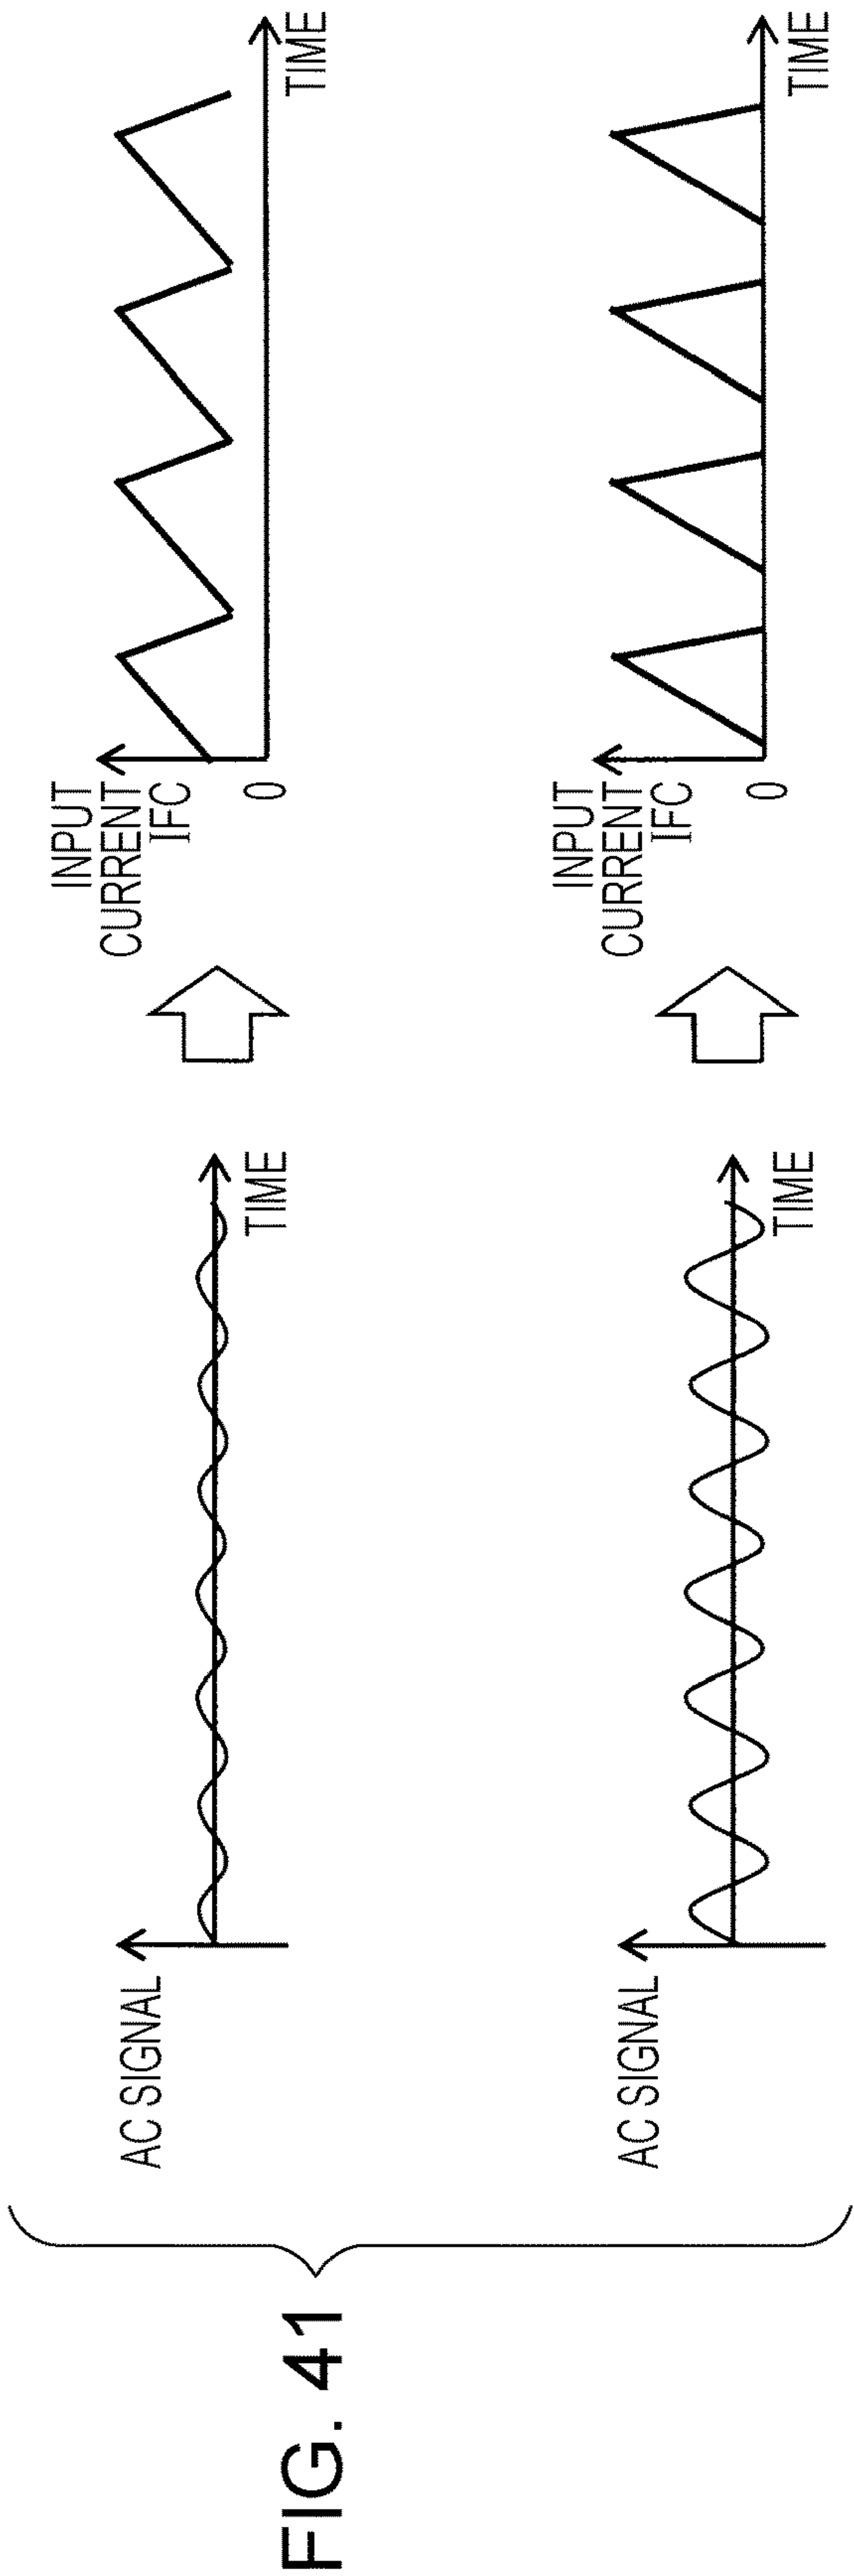 FIG. 41
AC SIGNAL
TIME
INPUT
CURRENT
IFC
0
TIME
AC SIGNAL
TIME
INPUT
CURRENT
IFC
0
TIME